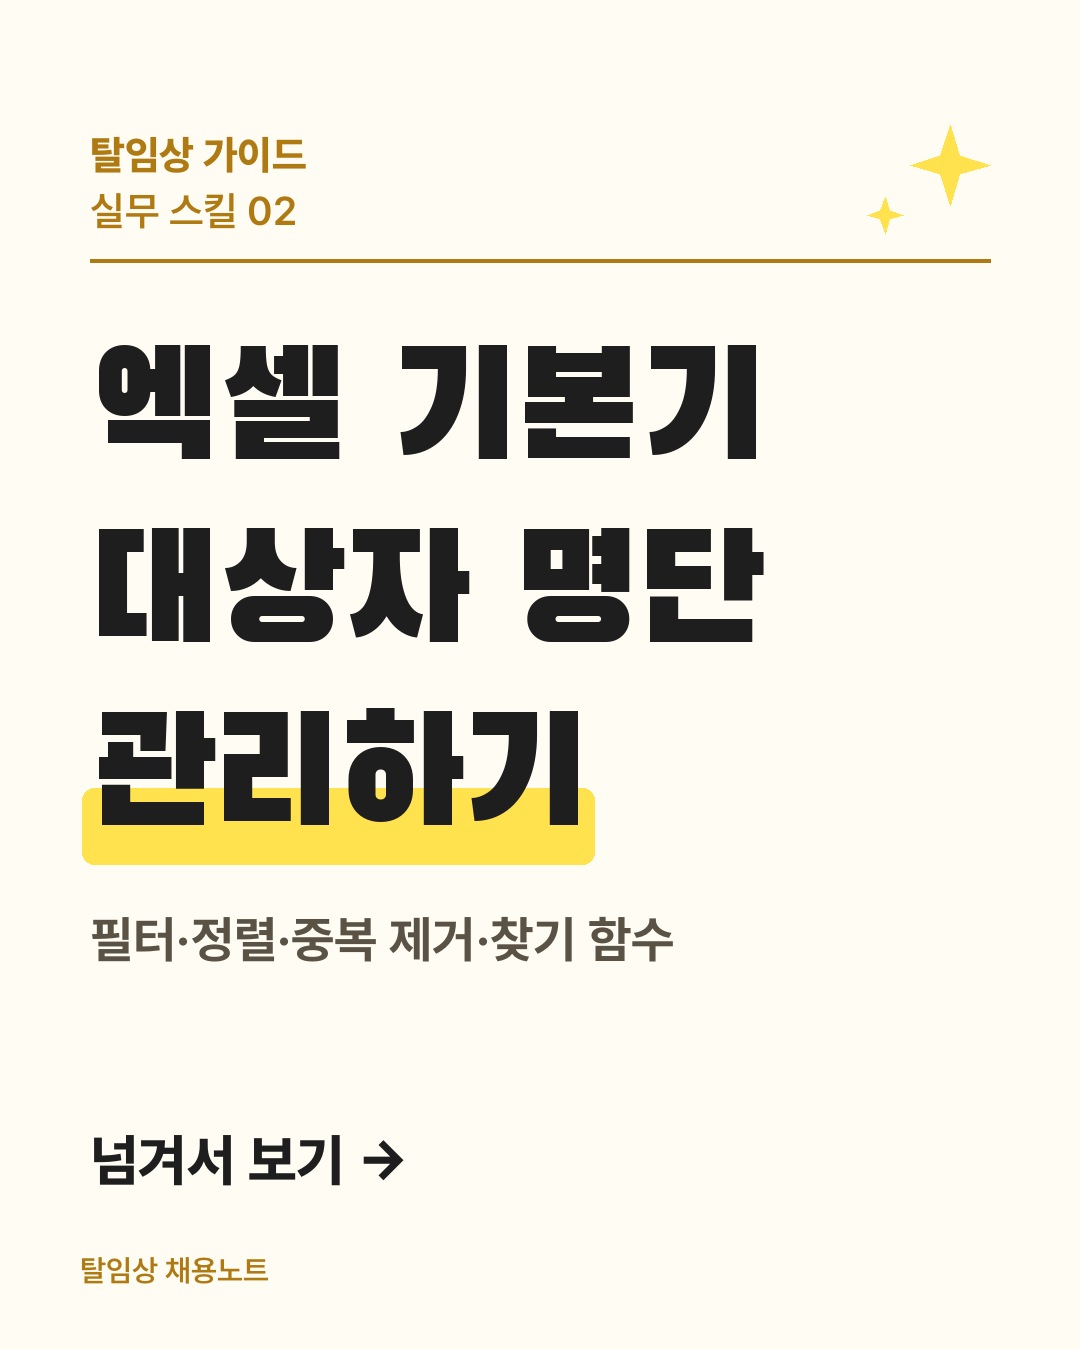 탈임상 가이드
실무 스킬 02
엑셀 기본기
대상자 명단
관리하기
필터·정렬·중복 제거·찾기 함수
넘겨서 보기 →
탈임상 채용노트